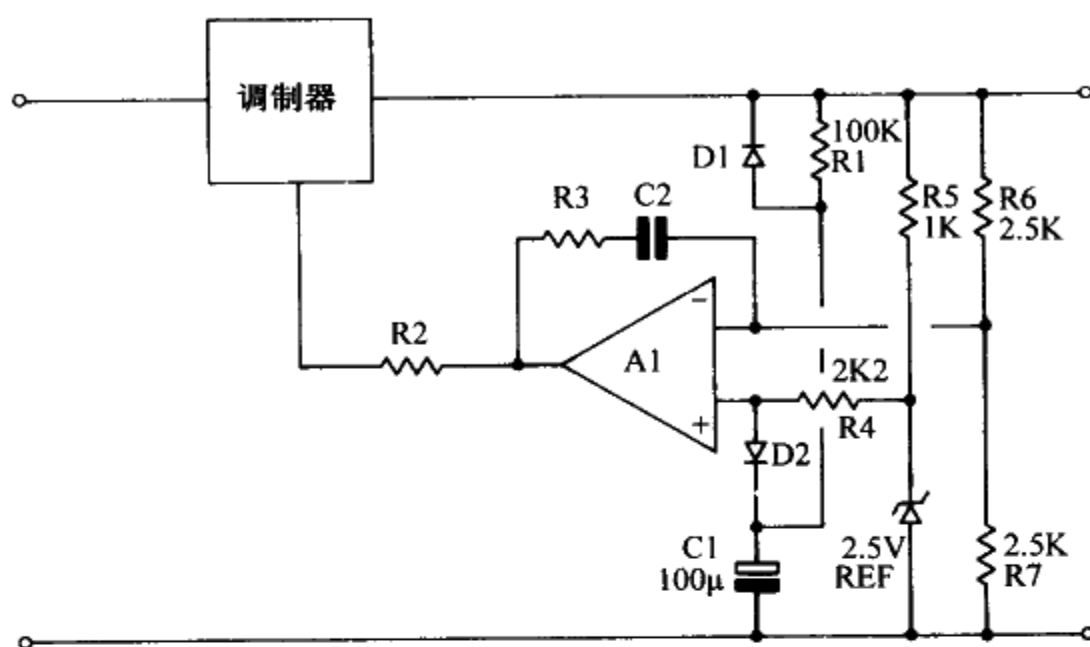 调制器
100K
R1
D1
R3
C2
R5
1K
R6
2.5K
R2
−
A1
+
2K2
R4
D2
C1
100μ
2.5V
REF
2.5K
R7